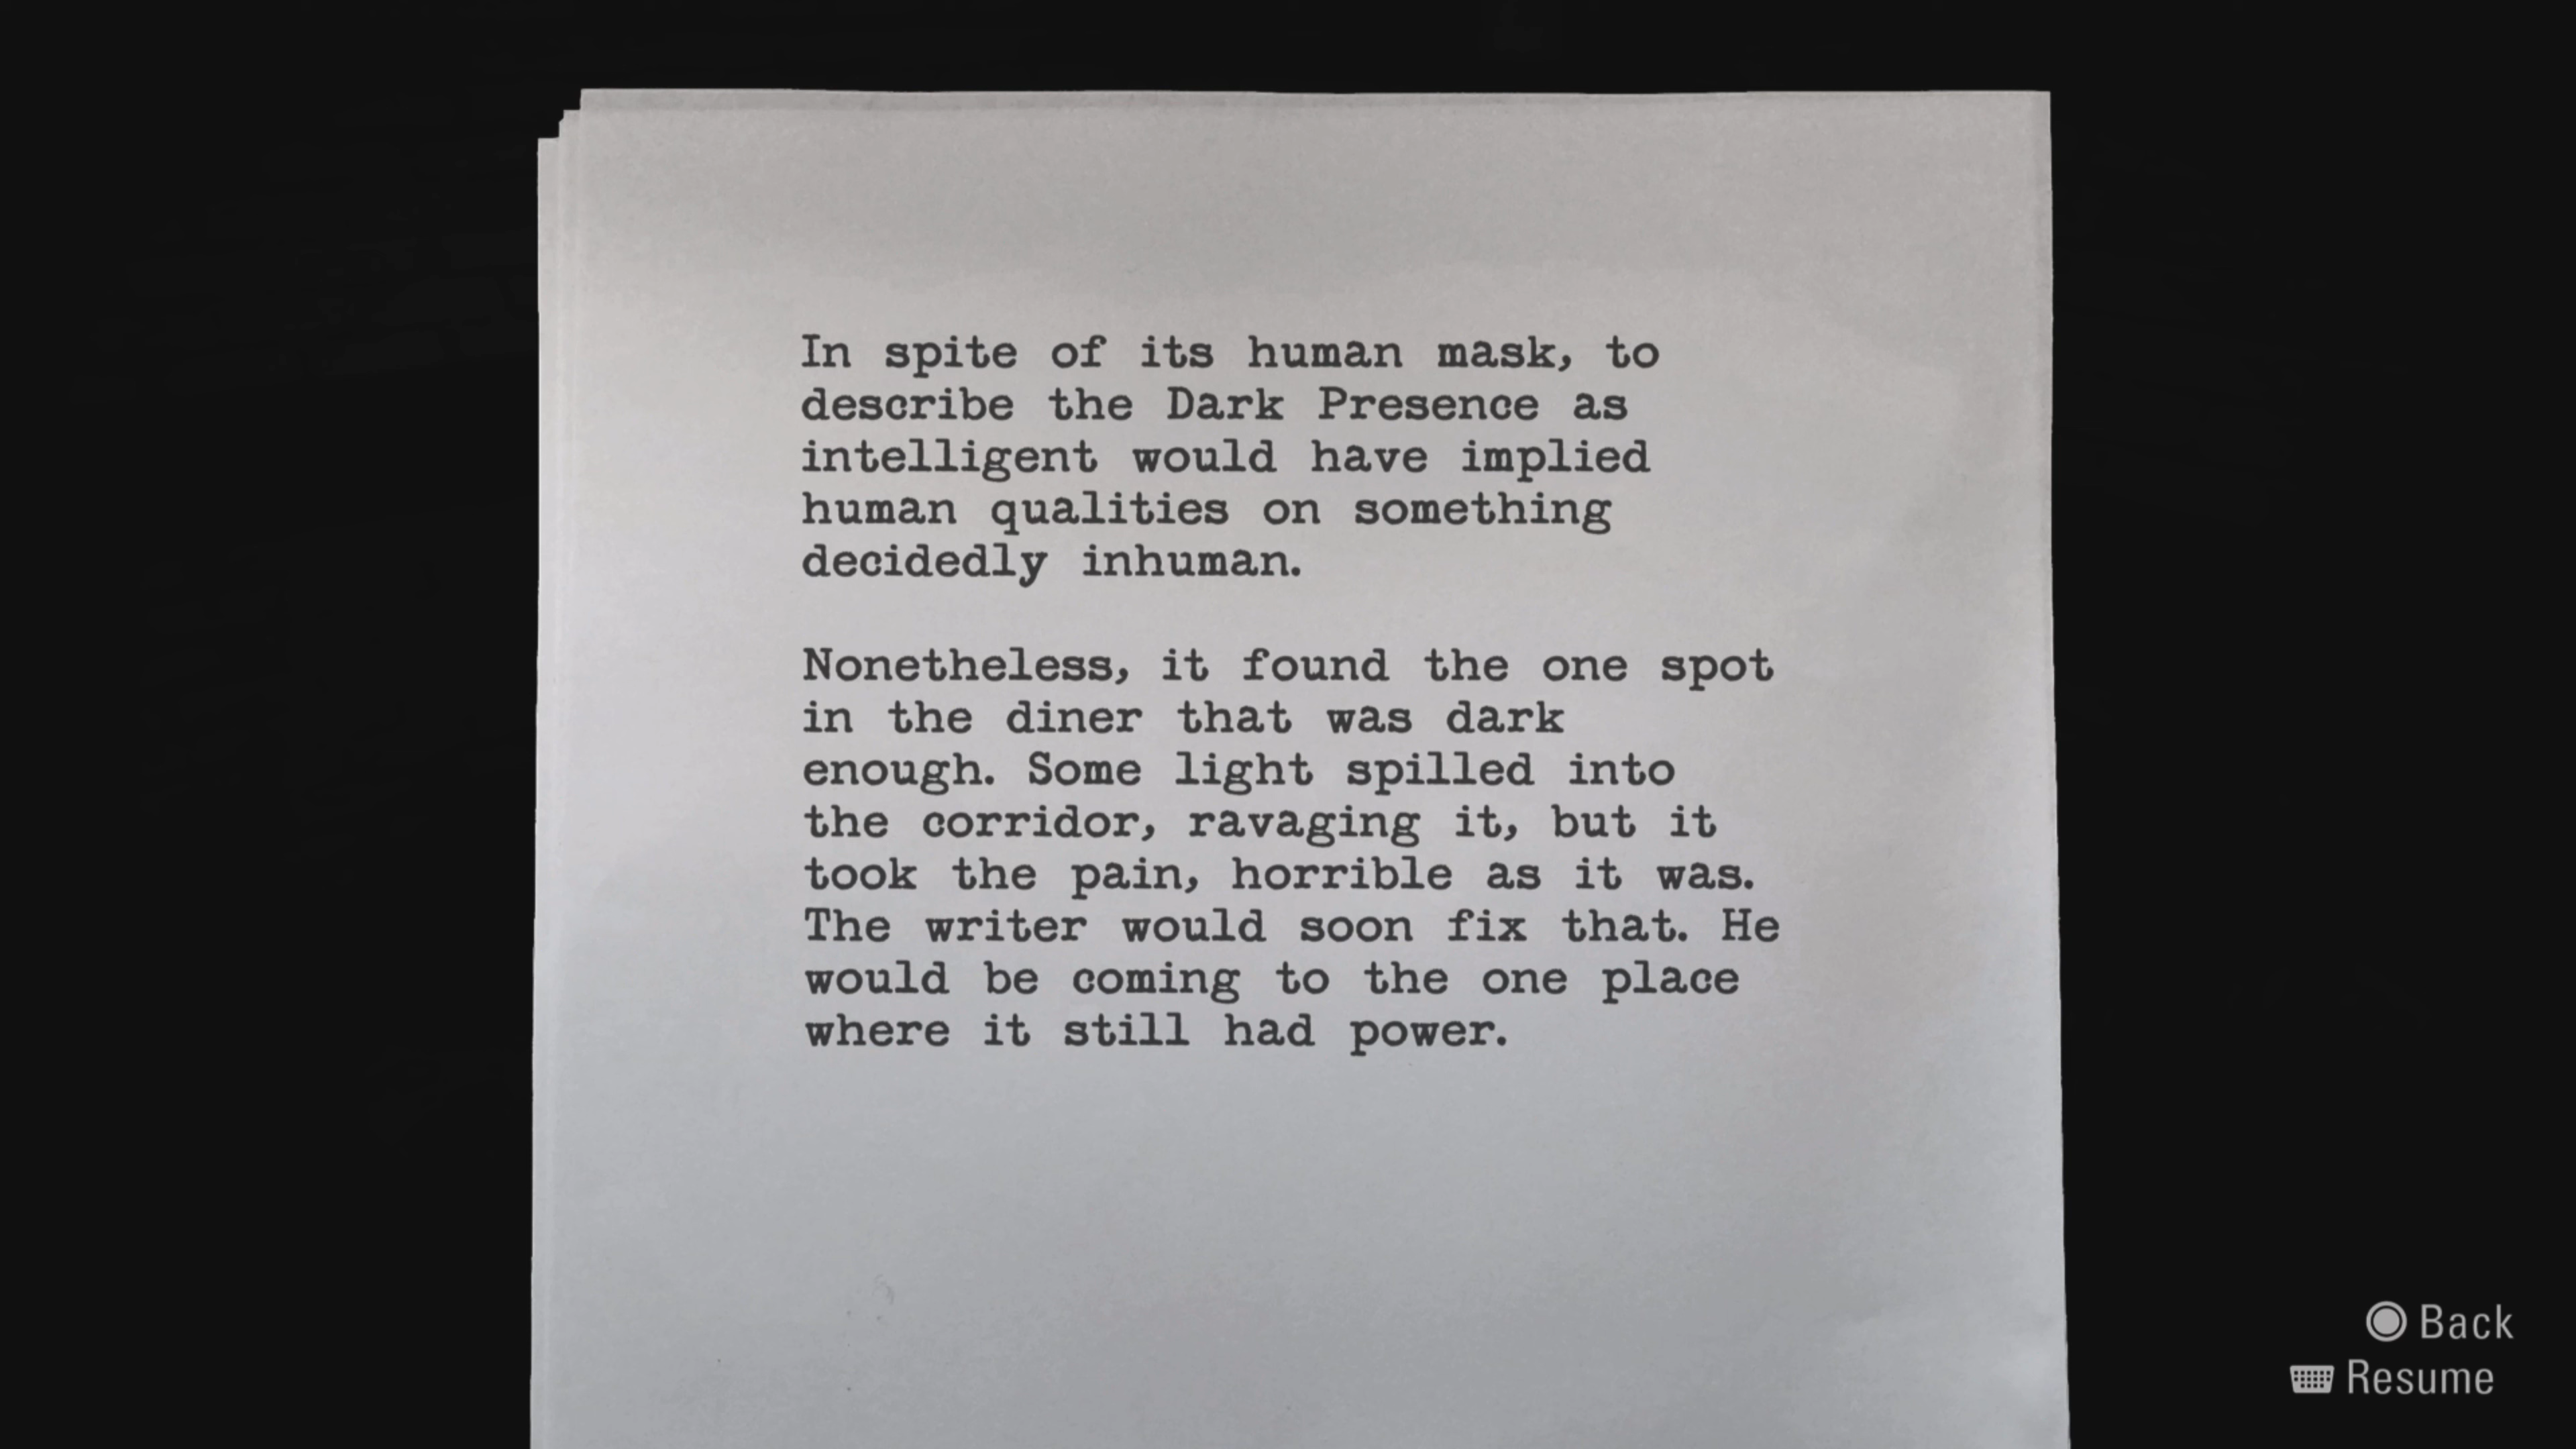 In spite of its human mask, to
describe the Dark Presence as
intelligent would have implied
human qualities on something
decidedly inhuman.
Nonetheless, it found the one spot
in the diner that was dark
enough. Some light spilled into
the corridor, ravaging it, but it
took the pain, horrible as it was.
The writer would soon fix that. He
would be coming to the one place
where it still had power.
Back
Resume